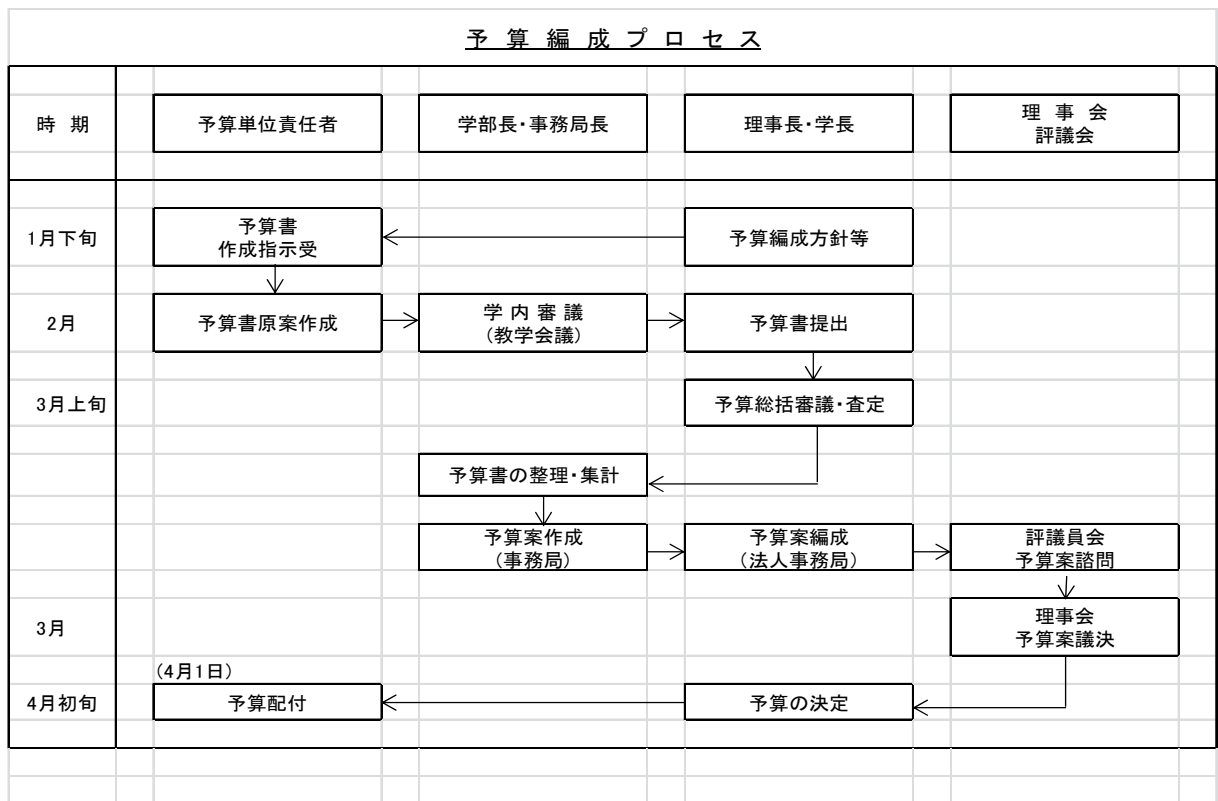 予 算 編 成 プ ロ セ ス
時 期
予算単位責任者
学部長・事務局長
理事長・学長
理 事 会
評議会
1月下旬
予算書
作成指示受
予算編成方針等
2月
予算書原案作成
学 内 審 議
(教学会議)
予算書提出
3月上旬
予算総括審議・査定
予算書の整理・集計
予算案作成
(事務局)
予算案編成
(法人事務局)
評議員会
予算案諮問
3月
理事会
予算案議決
(4月1日)
4月初旬
予算配付
予算の決定